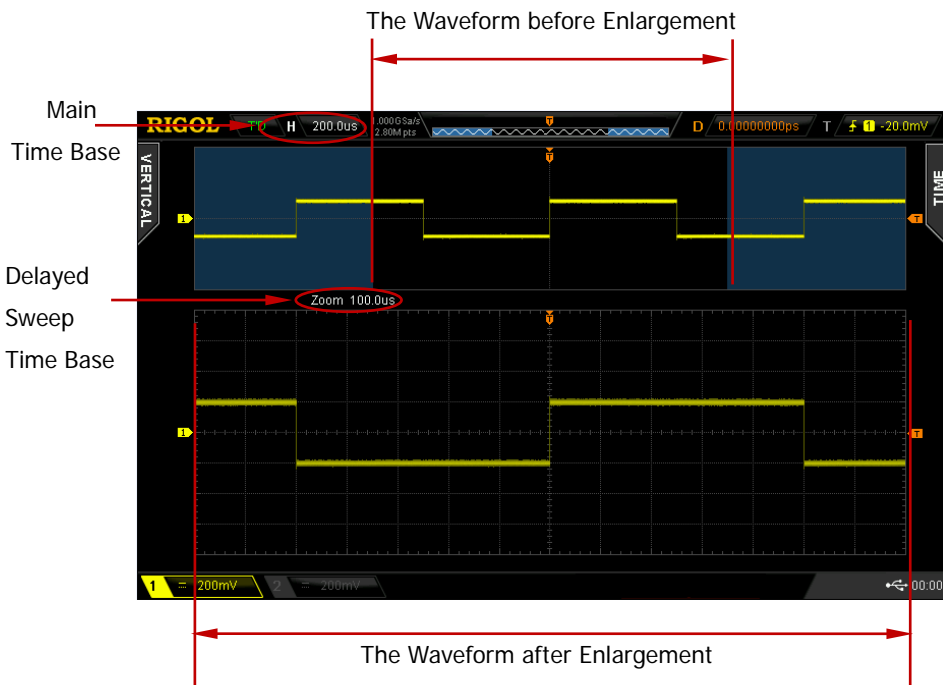 The Waveform before Enlargement
Main
Time Base
RIGOL T'D H 200.0us 1.000GSa/s
2.80M pts
T
D 0.00000000ps T 1 -20.0mV
VERTICAL
T
TIME
1
T
Delayed
Sweep
Time Base
Zoom 100.0us
T
1
T
1 = 200mV 2 = 200mV 00:00
The Waveform after Enlargement